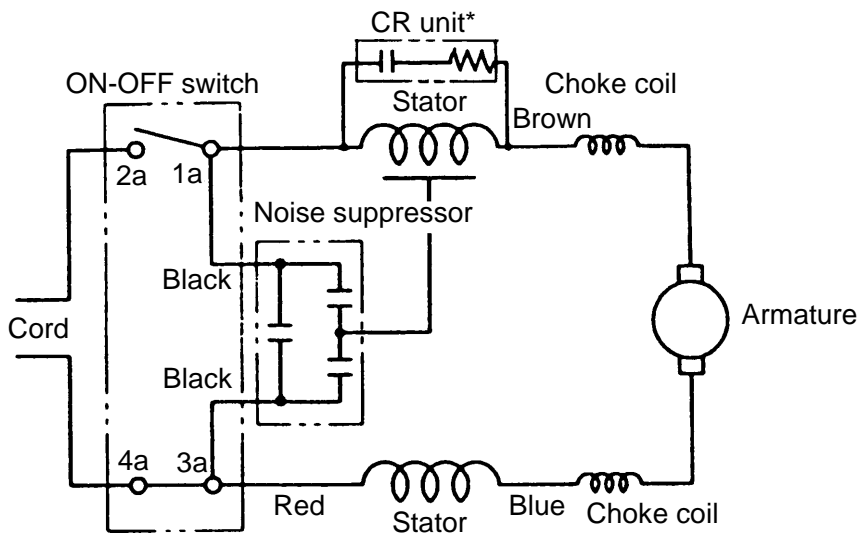 CR unit*
ON-OFF switch
Stator
Choke coil
Brown
2a
1a
Noise suppressor
Black
Cord
Armature
Black
4a
3a
Red
Stator
Blue
Choke coil